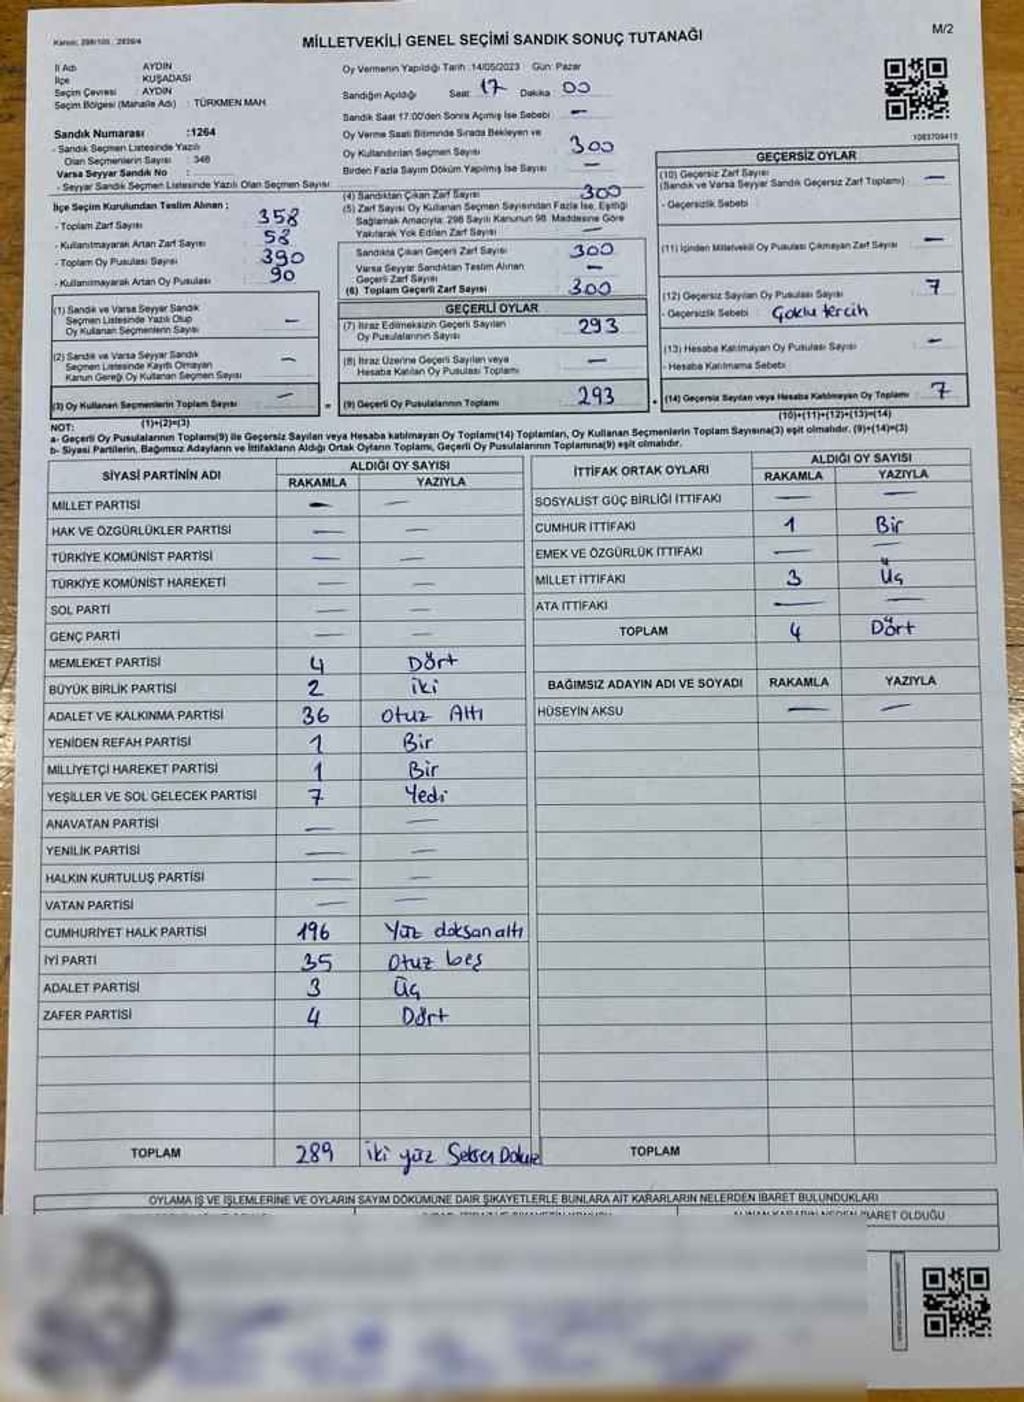 Kanun: 298/105, 2839/4
MİLLETVEKİLİ GENEL SEÇİMİ SANDIK SONUÇ TUTANAĞI
M/2
İl Adı AYDIN
İlçe KUŞADASI
Seçim Çevresi : AYDIN
Seçim Bölgesi (Mahalle Adı) : TÜRKMEN MAH.
Oy Vermenin Yapıldığı Tarih :14/05/2023 Gün: Pazar
Sandığın Açıldığı Saat: 17 Dakika : 00
Sandık Saat 17:00'den Sonra Açılmış İse Sebebi —
Sandık Numarası :1264
- Sandık Seçmen Listesinde Yazılı
Olan Seçmenlerin Sayısı : 346
Varsa Seyyar Sandık No :
- Seyyar Sandık Seçmen Listesinde Yazılı Olan Seçmen Sayısı
Oy Verme Saati Bitiminde Sırada Bekleyen ve
Oy Kullandırılan Seçmen Sayısı 300
Birden Fazla Sayım Döküm Yapılmış İse Sayısı —
1083709413
İlçe Seçim Kurulundan Teslim Alınan ;
- Toplam Zarf Sayısı 358
- Kullanılmayarak Artan Zarf Sayısı 58
- Toplam Oy Pusulası Sayısı 390
- Kullanılmayarak Artan Oy Pusulası 90
(4) Sandıktan Çıkan Zarf Sayısı 300
(5) Zarf Sayısı Oy Kullanan Seçmen Sayısından Fazla İse, Eşitliği
Sağlamak Amacıyla; 298 Sayılı Kanunun 98. Maddesine Göre
Yakılarak Yok Edilen Zarf Sayısı —
Sandıkta Çıkan Geçerli Zarf Sayısı 300
Varsa Seyyar Sandıktan Teslim Alınan
Geçerli Zarf Sayısı —
(6) Toplam Geçerli Zarf Sayısı 300
GEÇERSİZ OYLAR
(10) Geçersiz Zarf Sayısı
(Sandık ve Varsa Seyyar Sandık Geçersiz Zarf Toplamı) —
- Geçersizlik Sebebi
(11) İçinden Milletvekili Oy Pusulası Çıkmayan Zarf Sayısı —
(12) Geçersiz Sayılan Oy Pusulası Sayısı 7
- Geçersizlik Sebebi Çoklu tercih
(13) Hesaba Katılmayan Oy Pusulası Sayısı —
- Hesaba Katılmama Sebebi
(14) Geçersiz Sayılan veya Hesaba Katılmayan Oy Toplamı 7
(10)+(11)+(12)+(13)=(14)
(1) Sandık ve Varsa Seyyar Sandık
Seçmen Listesinde Yazılı Olup
Oy Kullanan Seçmenlerin Sayısı —
(2) Sandık ve Varsa Seyyar Sandık
Seçmen Listesinde Kayıtlı Olmayan
Kanun Gereği Oy Kullanan Seçmen Sayısı —
(3) Oy Kullanan Seçmenlerin Toplam Sayısı — =
(1)+(2)=(3)
GEÇERLİ OYLAR
(7) İtiraz Edilmeksizin Geçerli Sayılan
Oy Pusulalarının Sayısı 293
(8) İtiraz Üzerine Geçerli Sayılan veya
Hesaba Katılan Oy Pusulası Toplamı —
(9) Geçerli Oy Pusulalarının Toplamı 293
NOT:
a- Geçerli Oy Pusulalarının Toplamı(9) ile Geçersiz Sayılan veya Hesaba katılmayan Oy Toplamı(14) Toplamları, Oy Kullanan Seçmenlerin Toplam Sayısına(3) eşit olmalıdır. (9)+(14)=(3)
b- Siyasi Partilerin, Bağımsız Adayların ve İttifakların Aldığı Ortak Oyların Toplamı, Geçerli Oy Pusulalarının Toplamına(9) eşit olmalıdır.
SİYASİ PARTİNİN ADI ALDIĞI OY SAYISI
RAKAMLA YAZIYLA
MİLLET PARTİSİ — —
HAK VE ÖZGÜRLÜKLER PARTİSİ — —
TÜRKİYE KOMÜNİST PARTİSİ — —
TÜRKİYE KOMÜNİST HAREKETİ — —
SOL PARTİ — —
GENÇ PARTİ — —
MEMLEKET PARTİSİ 4 Dört
BÜYÜK BİRLİK PARTİSİ 2 iki
ADALET VE KALKINMA PARTİSİ 36 otuz Altı
YENİDEN REFAH PARTİSİ 1 Bir
MİLLİYETÇİ HAREKET PARTİSİ 1 Bir
YEŞİLLER VE SOL GELECEK PARTİSİ 7 Yedi
ANAVATAN PARTİSİ — —
YENİLİK PARTİSİ — —
HALKIN KURTULUŞ PARTİSİ — —
VATAN PARTİSİ — —
CUMHURİYET HALK PARTİSİ 196 Yüz doksan altı
İYİ PARTİ 35 otuz beş
ADALET PARTİSİ 3 Üç
ZAFER PARTİSİ 4 Dört
TOPLAM 289 iki yüz Seksen Dokuz
İTTİFAK ORTAK OYLARI ALDIĞI OY SAYISI
RAKAMLA YAZIYLA
SOSYALİST GÜÇ BİRLİĞİ İTTİFAKI — —
CUMHUR İTTİFAKI 1 Bir
EMEK VE ÖZGÜRLÜK İTTİFAKI — —
MİLLET İTTİFAKI 3 Üç
ATA İTTİFAKI — —
TOPLAM 4 Dört
BAĞIMSIZ ADAYIN ADI VE SOYADI RAKAMLA YAZIYLA
HÜSEYİN AKSU — —
TOPLAM
OYLAMA İŞ VE İŞLEMLERİNE VE OYLARIN SAYIM DÖKÜMÜNE DAİR ŞİKAYETLERLE BUNLARA AİT KARARLARIN NELERDEN İBARET BULUNDUKLARI
ALINAN KARARIN NEDEN İBARET OLDUĞU